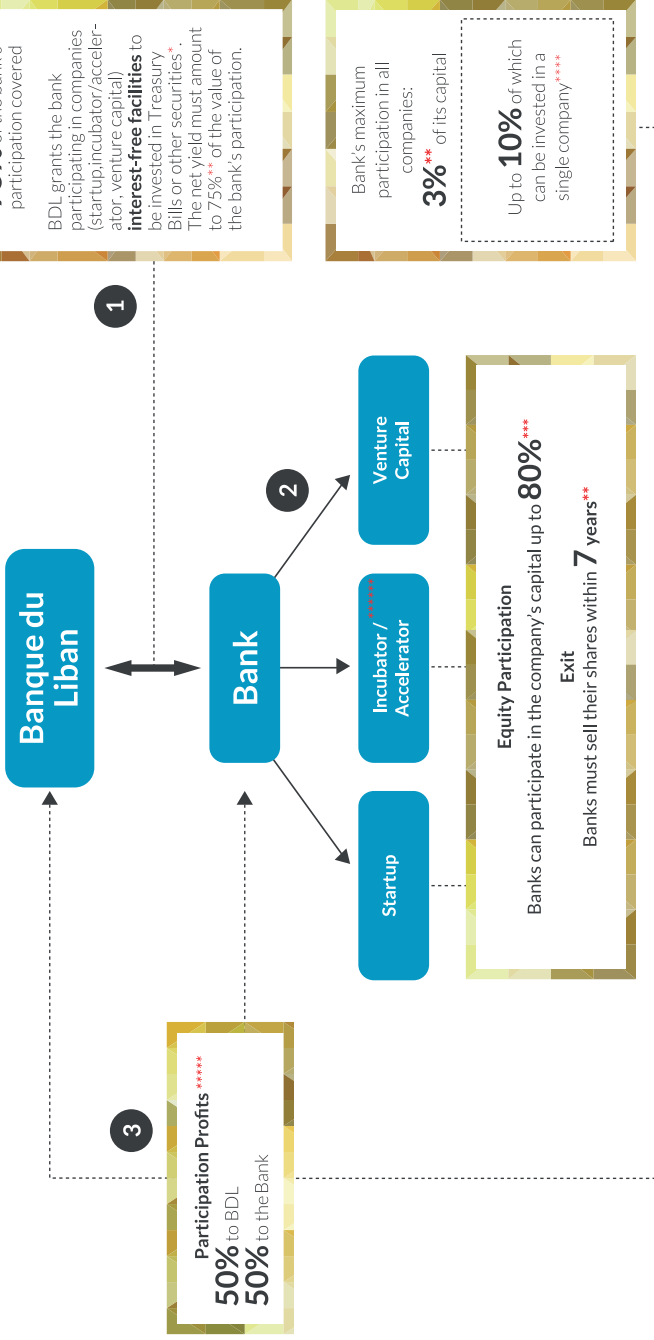 participation covered
BDL grants the bank
participating in companies
(startup,incubator/acceler-
ator, venture capital)
interest-free facilities to
be invested in Treasury
Bills or other securities*.
The net yield must amount
to 75%** of the value of
the bank's participation.
Bank's maximum
participation in all
companies:
3%** of its capital
Up to 10% of which
can be invested in a
single company****
1
Banque du
Liban
Bank
2
Startup
Incubator / ******
Accelerator
Venture
Capital
Equity Participation
Banks can participate in the company's capital up to 80%***
Exit
Banks must sell their shares within 7 years**
3
Participation Profits *****
50% to BDL
50% to theBank